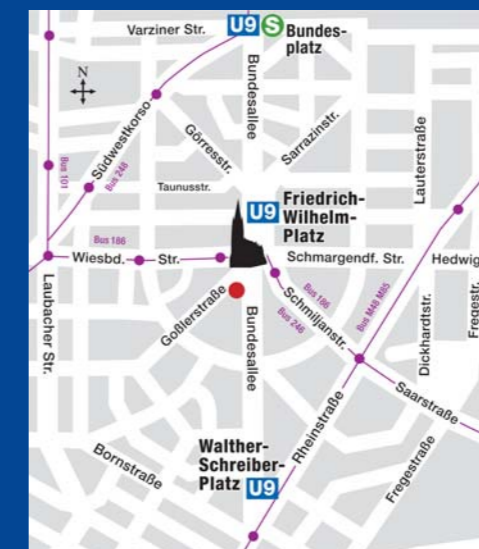 Varziner Str.
U9 S Bundes-
platz
N
Bundesallee
Südwestkorso
Bus 248
Bus 101
Görresstr.
Sarrazinstr.
Lauterstraße
Taunusstr.
U9 Friedrich-
Wilhelm-
Platz
Bus 186
Wiesbd. Str.
Schmargendf. Str.
Hedwig
Laubacher Str.
Goßlerstraße
Bundesallee
Bus 186
Bus 246
Schmiljanstr.
Bus M48 M85
Dickhardtstr.
Fregestr.
Saarstraße
Rheinstraße
Fregestraße
Bornstraße
Walther-
Schreiber-
Platz U9